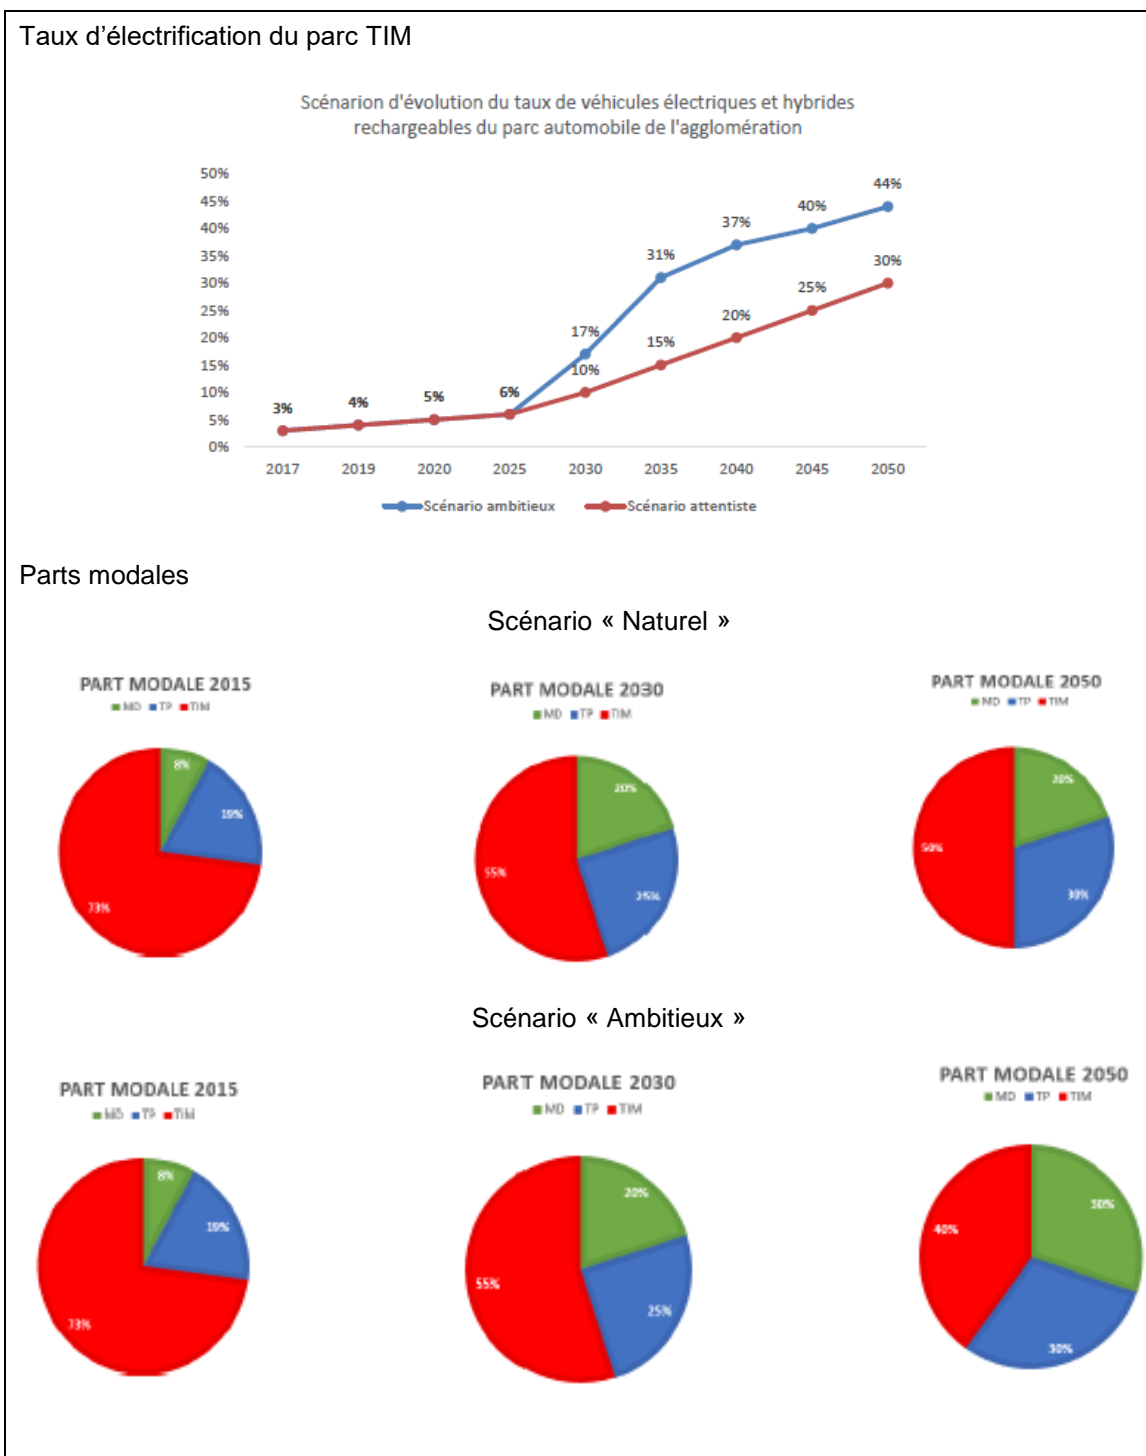 Taux d’électrification du parc TIM
Scénarion d'évolution du taux de véhicules électriques et hybrides
rechargeables du parc automobile de l'agglomération
50%
45%
40%
35%
30%
25%
20%
15%
10%
5%
0%
3%
4%
5%
6%
17%
31%
37%
40%
44%
10%
15%
20%
25%
30%
2017 2019 2020 2025 2030 2035 2040 2045 2050
Scénario ambitieux Scénario attentiste
Parts modales
Scénario « Naturel »
PART MODALE 2015
MD TP TIM
8%
19%
73%
PART MODALE 2030
MD TP TIM
20%
25%
55%
PART MODALE 2050
MD TP TIM
20%
30%
50%
Scénario « Ambitieux »
PART MODALE 2015
MD TP TIM
8%
19%
73%
PART MODALE 2030
MD TP TIM
20%
25%
55%
PART MODALE 2050
MD TP TIM
30%
30%
40%